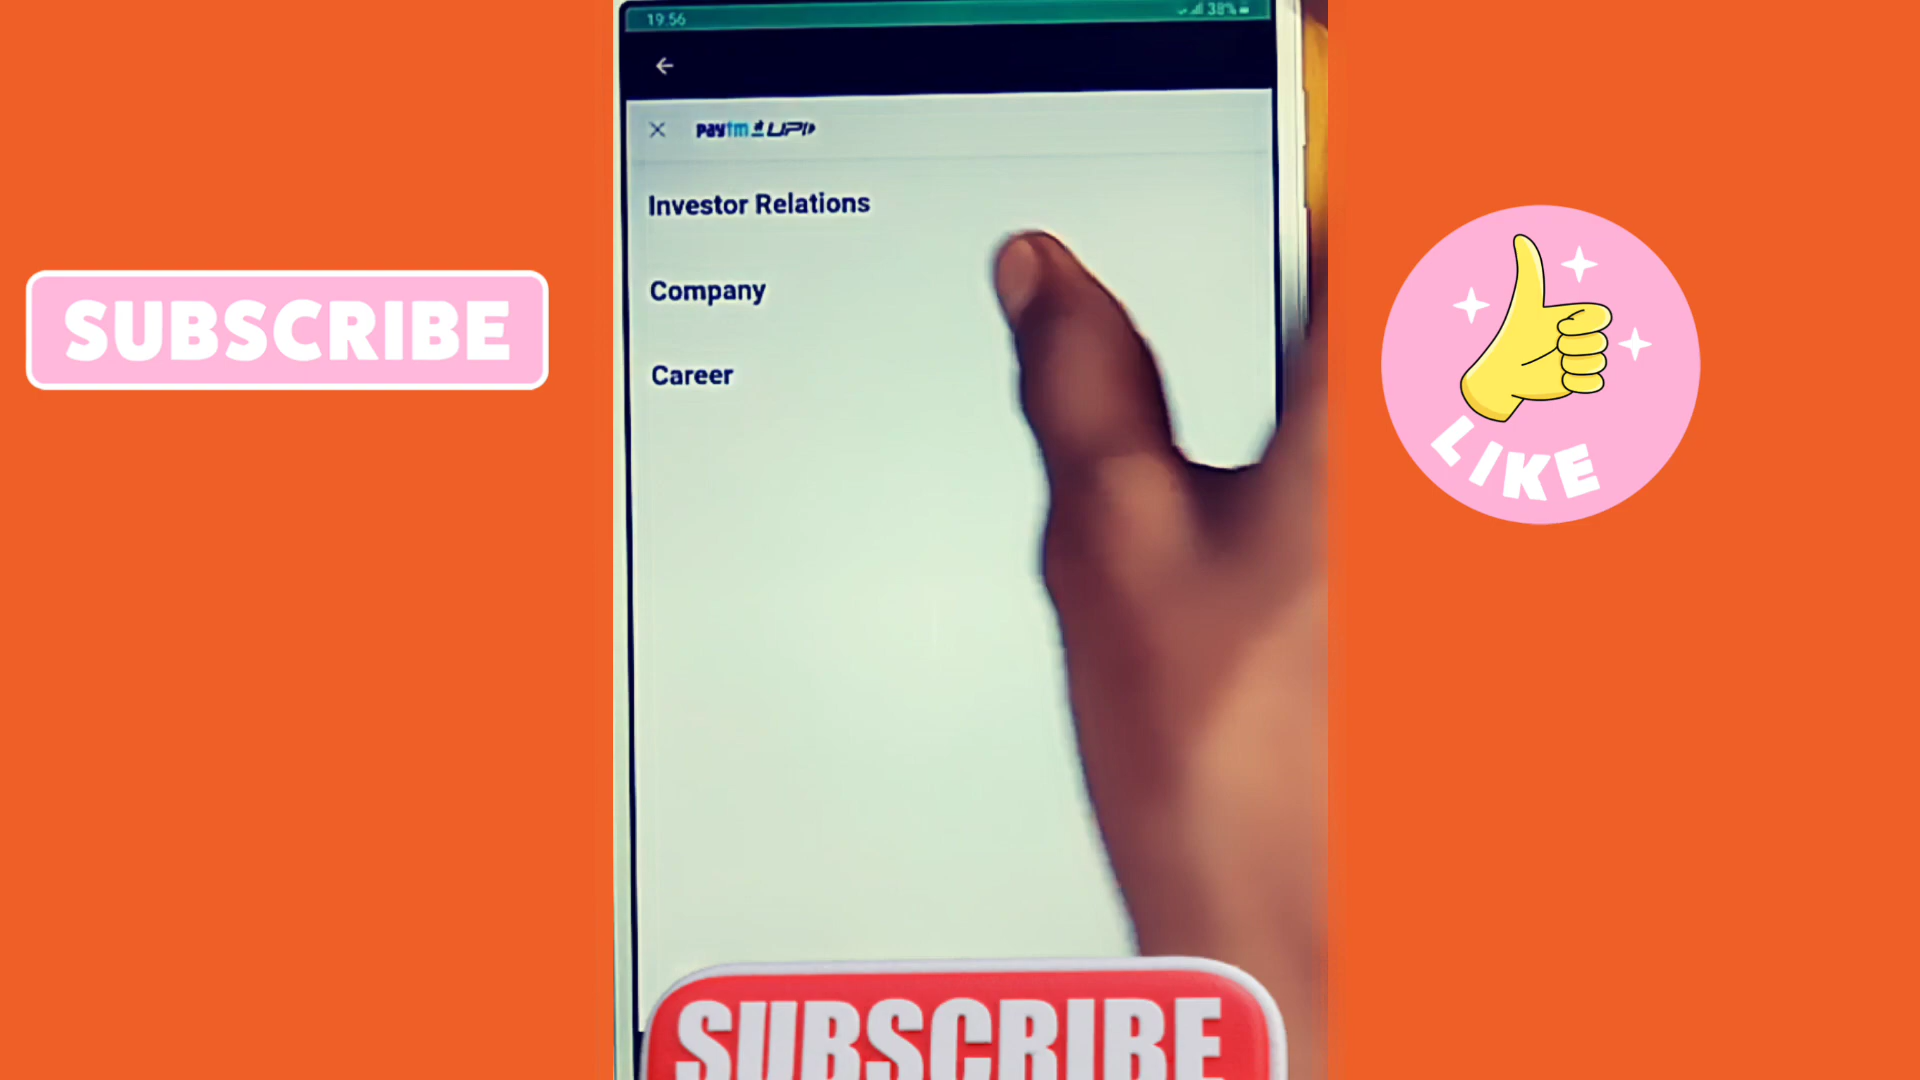 19:56
38%
paytm UPI
Investor Relations
Company
Career
SUBSCRIBE
LIKE
SUBSCRIBE